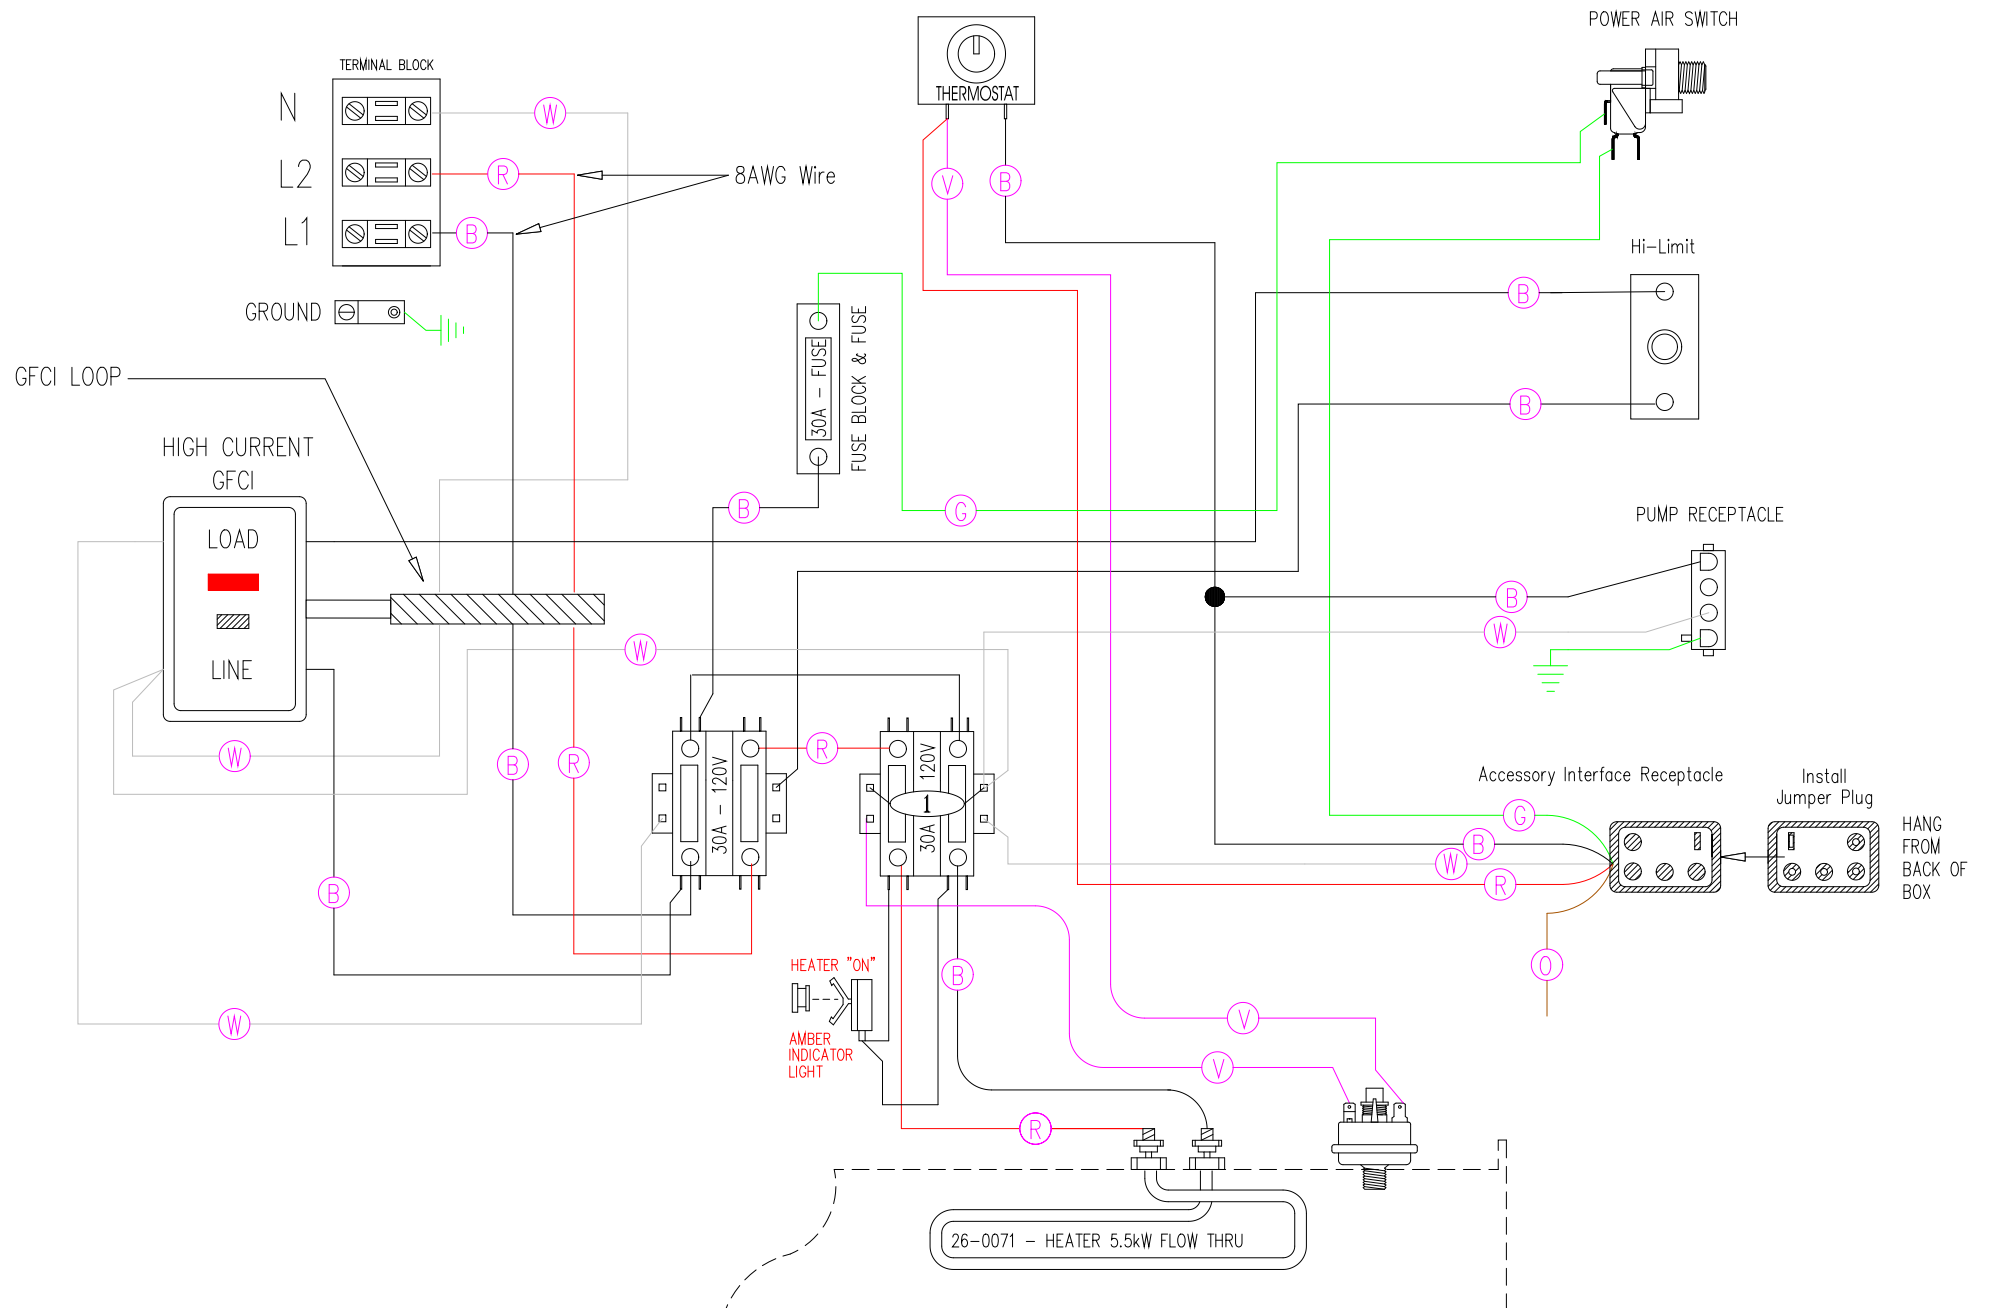 POWER AIR SWITCH
TERMINAL BLOCK
THERMOSTAT
N
W
L2
R
8AWG Wire
V
B
L1
B
Hi-Limit
B
GROUND
FUSE BLOCK & FUSE
30A - FUSE
GFCI LOOP
B
HIGH CURRENT
GFCI
B
G
PUMP RECEPTACLE
LOAD
B
W
W
LINE
W
B
R
R
30A - 120V
30A
120V
1
Accessory Interface Receptacle
Install
Jumper Plug
G
B
W
R
HANG
FROM
BACK OF
BOX
B
HEATER "ON"
B
O
W
AMBER
INDICATOR
LIGHT
V
V
R
26-0071 - HEATER 5.5kW FLOW THRU